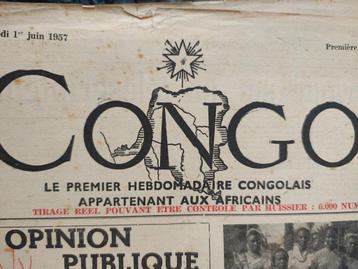 di 1er juin 1957
Première
CONGO
LE PREMIER HEBDOMADAIRE CONGOLAIS
APPARTENANT AUX AFRICAINS
TIRAGE REEL POUVANT ETRE CONTROLE PAR HUISSIER : 6.000 NUM
OPINION
PUBLIQUE